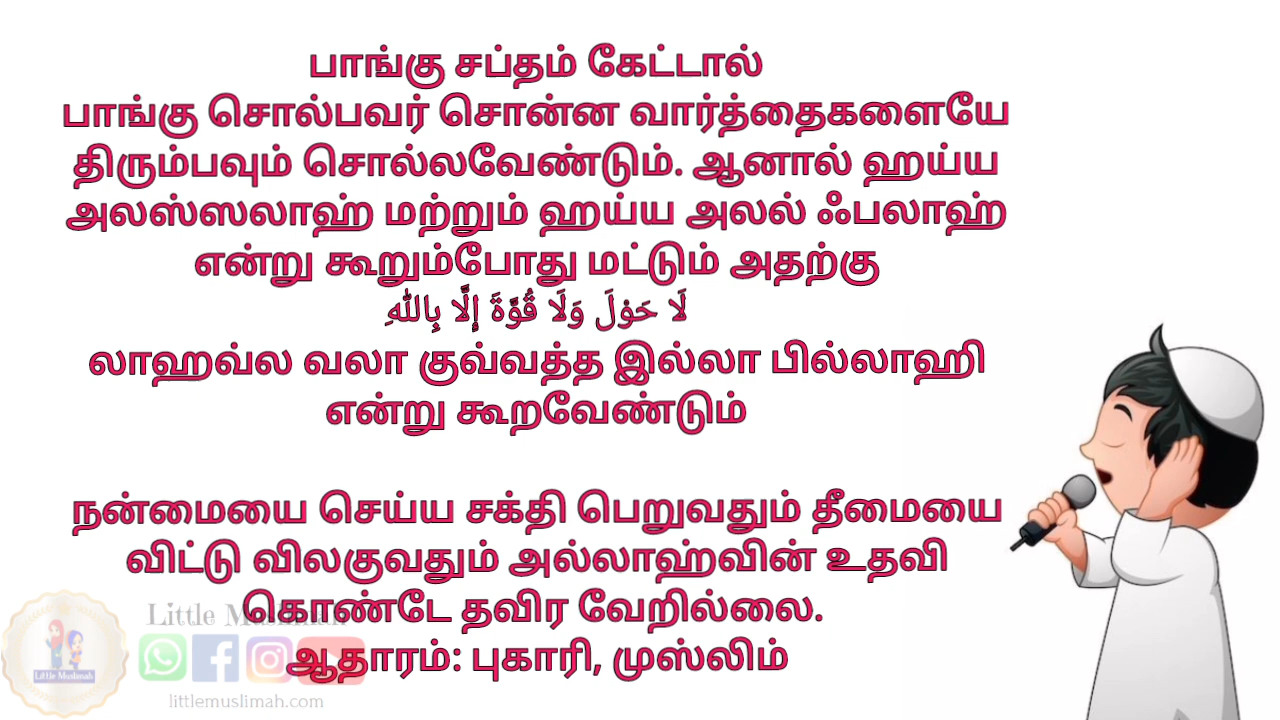 பாங்கு சப்தம் கேட்டால்
பாங்கு சொல்பவர் சொன்ன வார்த்தைகளையே
திரும்பவும் சொல்லவேண்டும். ஆனால் ஹய்ய
அலஸ்ஸலாஹ் மற்றும் ஹய்ய அலல் ஃபலாஹ்
என்று கூறும்போது மட்டும் அதற்கு
لَا حَوْلَ وَلَا قُوَّةَ إِلَّا بِاللّٰهِ
லாஹவ்ல வலா குவ்வத்த இல்லா பில்லாஹி
என்று கூறவேண்டும்
நன்மையை செய்ய சக்தி பெறுவதும் தீமையை
விட்டு விலகுவதும் அல்லாஹ்வின் உதவி
கொண்டே தவிர வேறில்லை.
ஆதாரம்: புகாரி, முஸ்லிம்
Little Muslimah
Little Muslimah
littlemuslimah.com